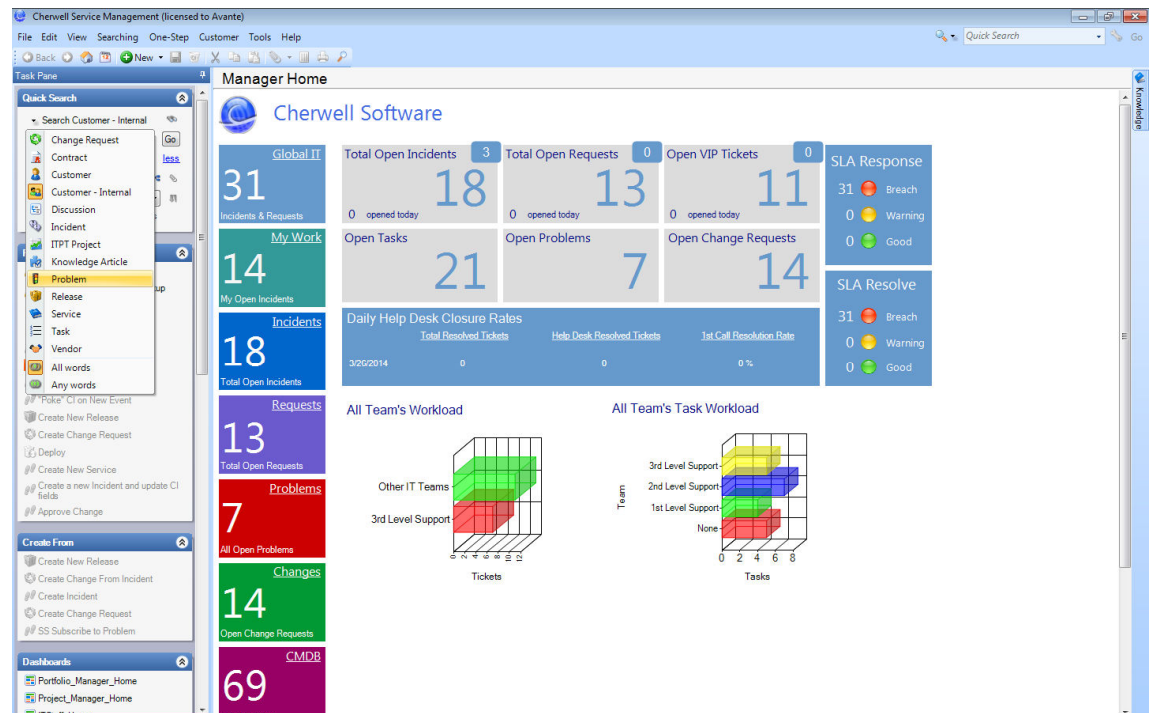 Cherwell Service Management (licensed to Avante)
File Edit View Searching One-Step Customer Tools Help
Quick Search
Go
Back
New
Task Pane
Quick Search
Search Customer - Internal
Go
less
Change Request
Contract
Customer
Customer - Internal
Discussion
Incident
ITPT Project
Knowledge Article
Problem
Release
Service
Task
Vendor
All words
Any words
"Poke" CI on New Event
Create New Release
Create Change Request
Deploy
Create New Service
Create a new Incident and update CI
fields
Approve Change
Create From
Create New Release
Create Change From Incident
Create Incident
Create Change Request
SS Subscribe to Problem
Dashboards
Portfolio_Manager_Home
Project_Manager_Home
Manager Home
Cherwell Software
Global IT
31
Incidents & Requests
My Work
14
My Open Incidents
Incidents
18
Total Open Incidents
Requests
13
Total Open Requests
Problems
7
All Open Problems
Changes
14
Open Change Requests
CMDB
69
Total Open Incidents 3
18
0 opened today
Total Open Requests 0
13
0 opened today
Open VIP Tickets 0
11
0 opened today
Open Tasks
21
Open Problems
7
Open Change Requests
14
SLA Response
31 Breach
0 Warning
0 Good
SLA Resolve
31 Breach
0 Warning
0 Good
Daily Help Desk Closure Rates
Total Resolved Tickets Help Desk Resolved Tickets 1st Call Resolution Rate
3/26/2014 0 0 0 %
All Team's Workload
Other IT Teams
3rd Level Support
0 2 4 6 8 10 12
Tickets
All Team's Task Workload
Team
3rd Level Support
2nd Level Support
1st Level Support
None
0 2 4 6 8
Tasks
Knowledge